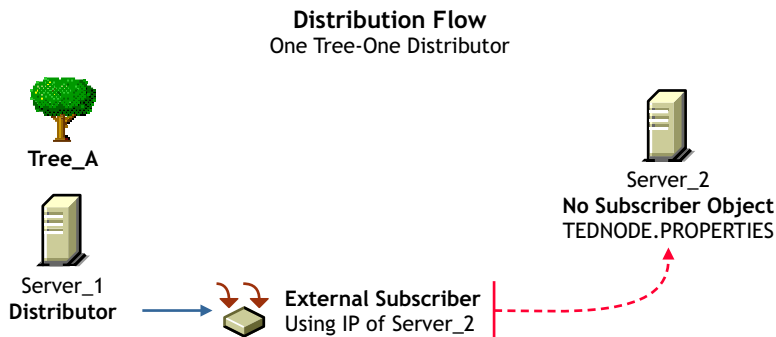 Distribution Flow
One Tree-One Distributor
Tree_A
Server_1
Distributor
External Subscriber
Using IP of Server_2
Server_2
No Subscriber Object
TEDNODE.PROPERTIES